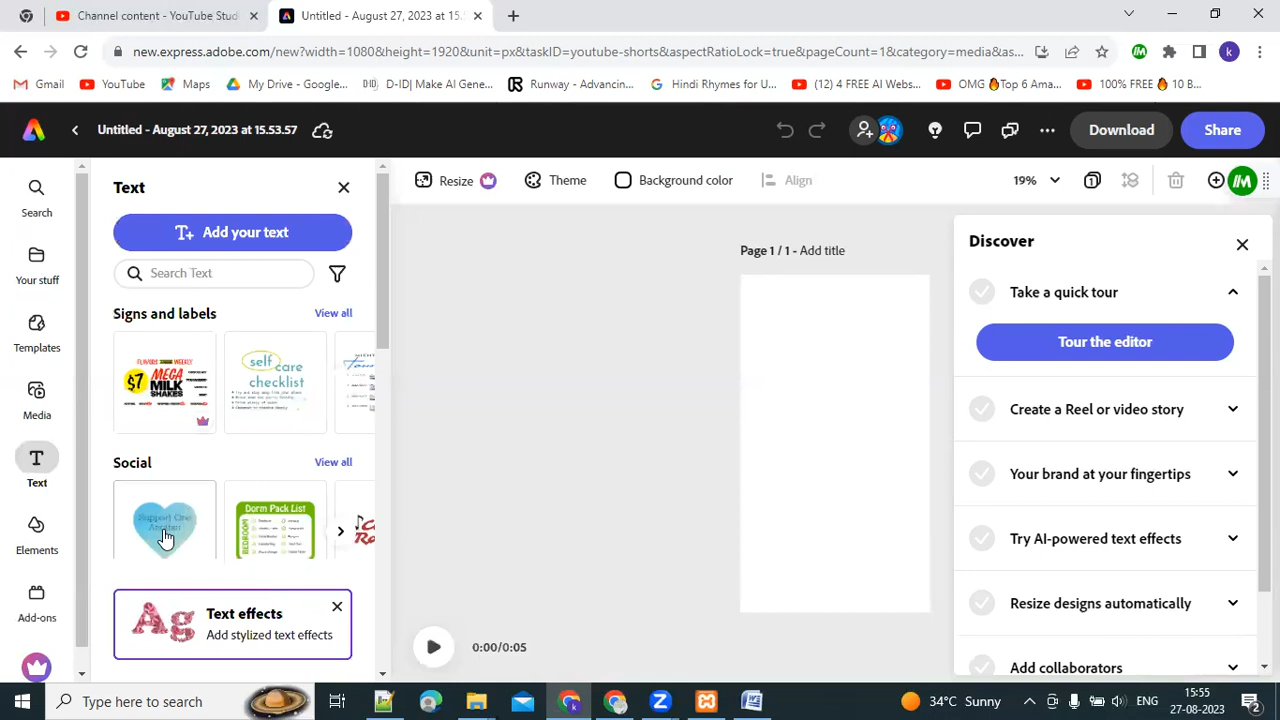 Channel content - YouTube Stud
Untitled - August 27, 2023 at 15.5
new.express.adobe.com/new?width=1080&height=1920&unit=px&taskID=youtube-shorts&aspectRatioLock=true&pageCount=1&category=media&as...
k
Gmail
YouTube
Maps
My Drive - Google...
D-ID| Make AI Gene...
Runway - Advancin...
Hindi Rhymes for U...
(12) 4 FREE AI Webs...
OMG 🔥Top 6 Ama...
100% FREE 🔥 10 B...
Untitled - August 27, 2023 at 15.53.57
Download
Share
Search
Your stuff
Templates
Media
Text
Elements
Add-ons
Text
Add your text
Search Text
Signs and labels
View all
FLAVORS WEEKLY
$7 MEGA
MILK
SHAKES
self
care
checklist
Social
View all
Support One
Another
Dorm Pack List
BEDROOM
Text effects
Add stylized text effects
Resize
Theme
Background color
Align
19%
Page 1 / 1 - Add title
0:00/0:05
Discover
Take a quick tour
Tour the editor
Create a Reel or video story
Your brand at your fingertips
Try AI-powered text effects
Resize designs automatically
Add collaborators
Type here to search
34°C Sunny
ENG
15:55
27-08-2023
2